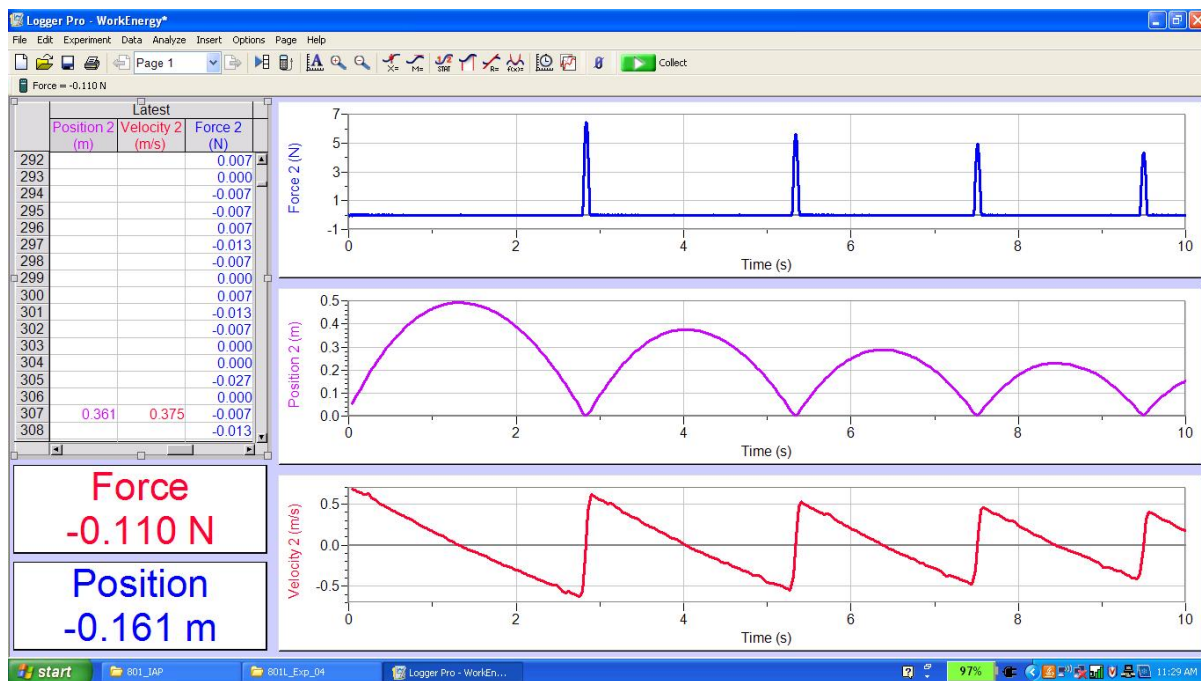 Logger Pro - WorkEnergy*
File Edit Experiment Data Analyze Insert Options Page Help
Page 1
Collect
Force = -0.110 N
Latest
Position 2 Velocity 2 Force 2
(m) (m/s) (N)
292 0.007
293 0.000
294 -0.007
295 -0.007
296 0.007
297 -0.013
298 -0.007
299 0.000
300 0.007
301 -0.013
302 -0.007
303 0.000
304 0.000
305 -0.027
306 0.000
307 0.361 0.375 -0.007
308 -0.013
Force
-0.110 N
Position
-0.161 m
Force 2 (N)
7
5
3
1
-1
0 2 4 6 8 10
Time (s)
Position 2 (m)
0.5
0.4
0.3
0.2
0.1
0.0
0 2 4 6 8 10
Time (s)
Velocity 2 (m/s)
0.5
0.0
-0.5
0 2 4 6 8 10
Time (s)
start
801_IAP
801L_Exp_04
Logger Pro - WorkEn...
97%
11:29 AM